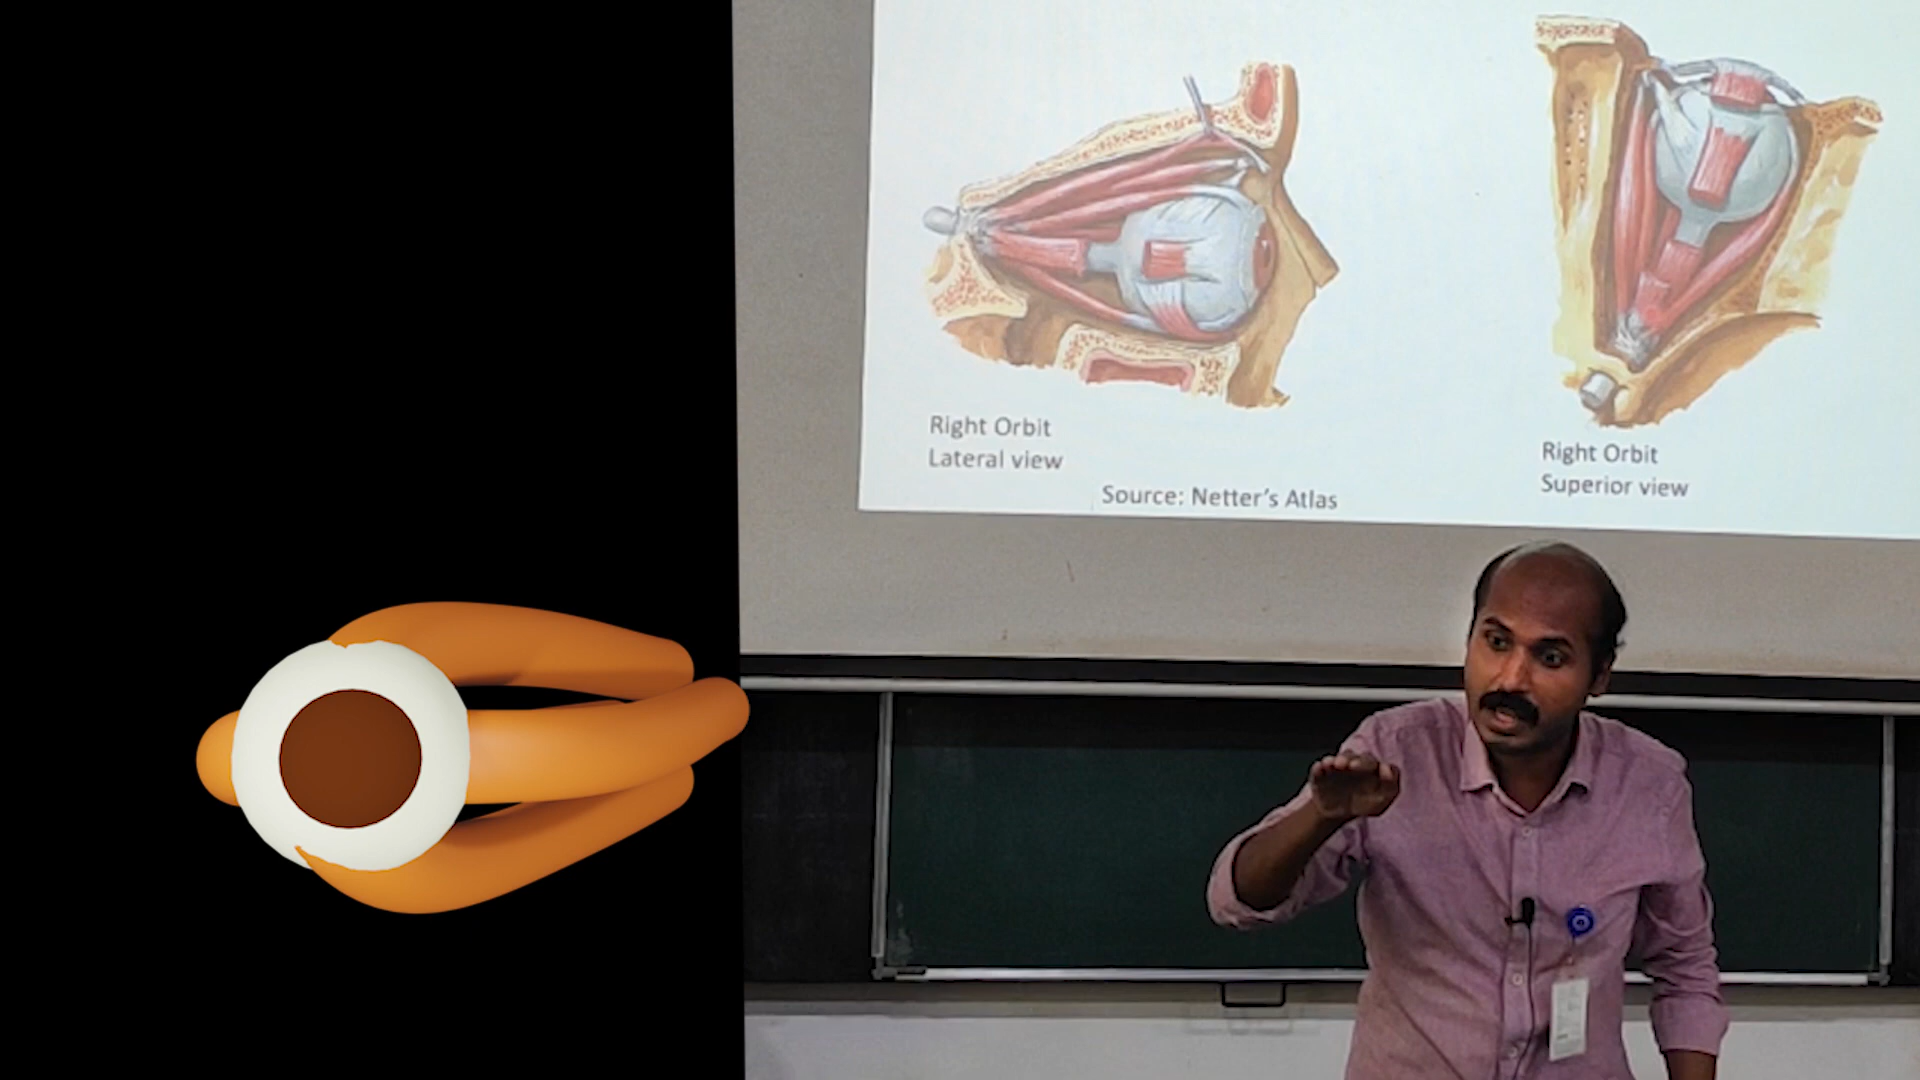 Right Orbit
Lateral view
Source: Netter's Atlas
Right Orbit
Superior view